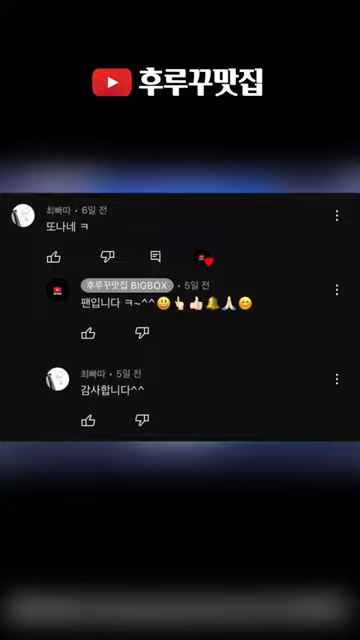 후루꾸맛집
최빠따 • 6일 전
또나네 ㅋ
후루꾸맛집 BIGBOX • 5일 전
팬입니다 ㅋ~^^😃👆🏻👍🏻🔔🙏🏻😊
최빠따 • 5일 전
감사합니다^^